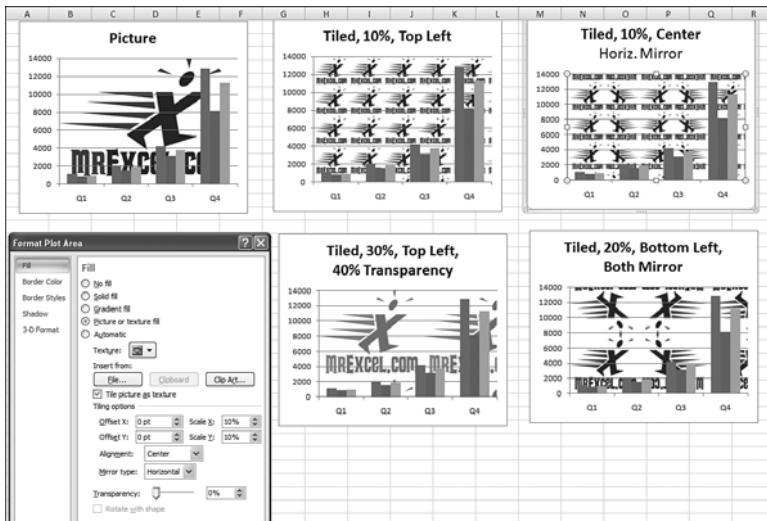 A B C D E F G H I J K L M N O P Q R
Picture
14000
12000
10000
8000
6000
4000
2000
0
MrExcel.c
Q1 Q2 Q3 Q4
Tiled, 10%, Top Left
14000
12000
10000
8000
6000
4000
2000
0
Q1 Q2 Q3 Q4
Tiled, 10%, Center
Horiz. Mirror
14000
12000
10000
8000
6000
4000
2000
0
Q1 Q2 Q3 Q4
Format Plot Area
Fill
Border Color
Border Styles
Shadow
3-D Format
Fill
No fill
Solid fill
Gradient fill
Picture or texture fill
Automatic
Texture:
Insert from:
File... Clipboard Clip Art...
Tile picture as texture
Tiling options
Offset X: 0 pt Scale X: 10%
Offset Y: 0 pt Scale Y: 10%
Alignment: Center
Mirror type: Horizontal
Transparency: 0%
Rotate with shape
Tiled, 30%, Top Left,
40% Transparency
14000
12000
10000
8000
6000
4000
2000
0
MrExcel.com
Q1 Q2 Q3 Q4
Tiled, 20%, Bottom Left,
Both Mirror
14000
12000
10000
8000
6000
4000
2000
0
Q1 Q2 Q3 Q4